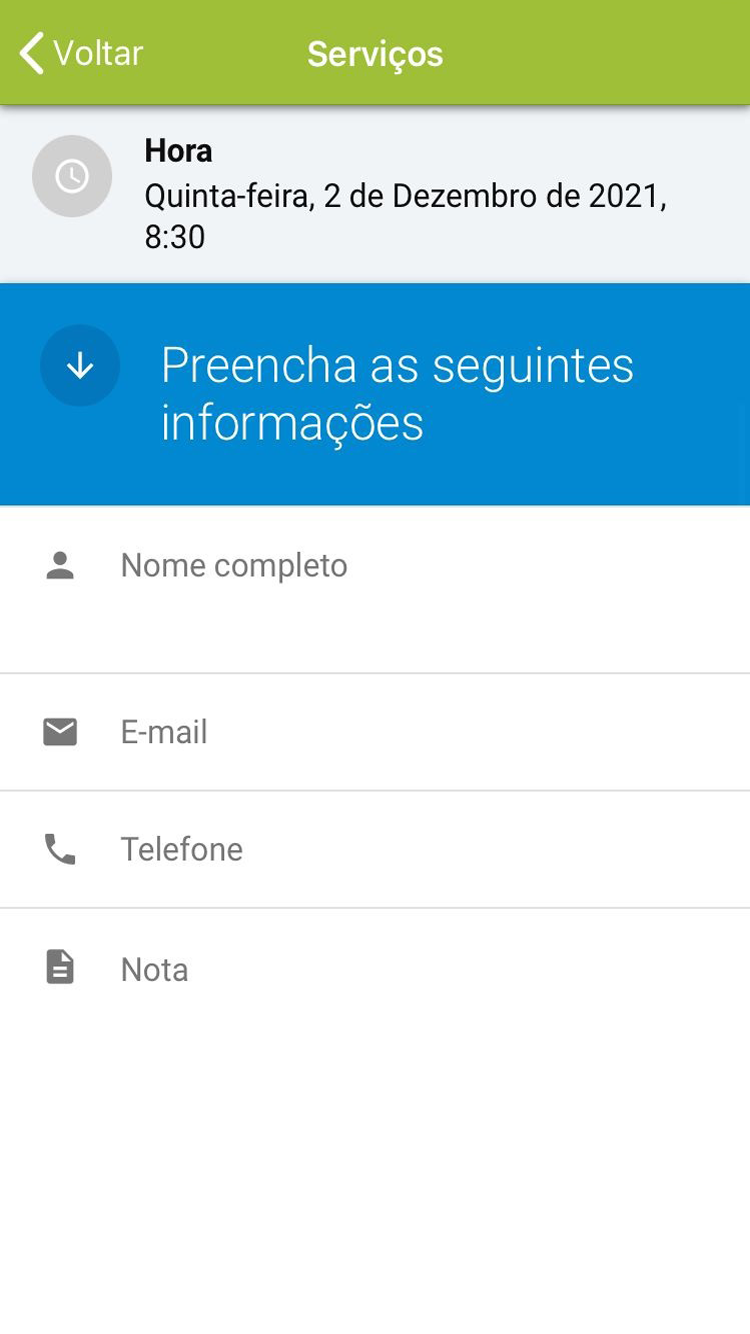 Voltar
Serviços
Hora
Quinta-feira, 2 de Dezembro de 2021,
8:30
Preencha as seguintes
informações
Nome completo
E-mail
Telefone
Nota